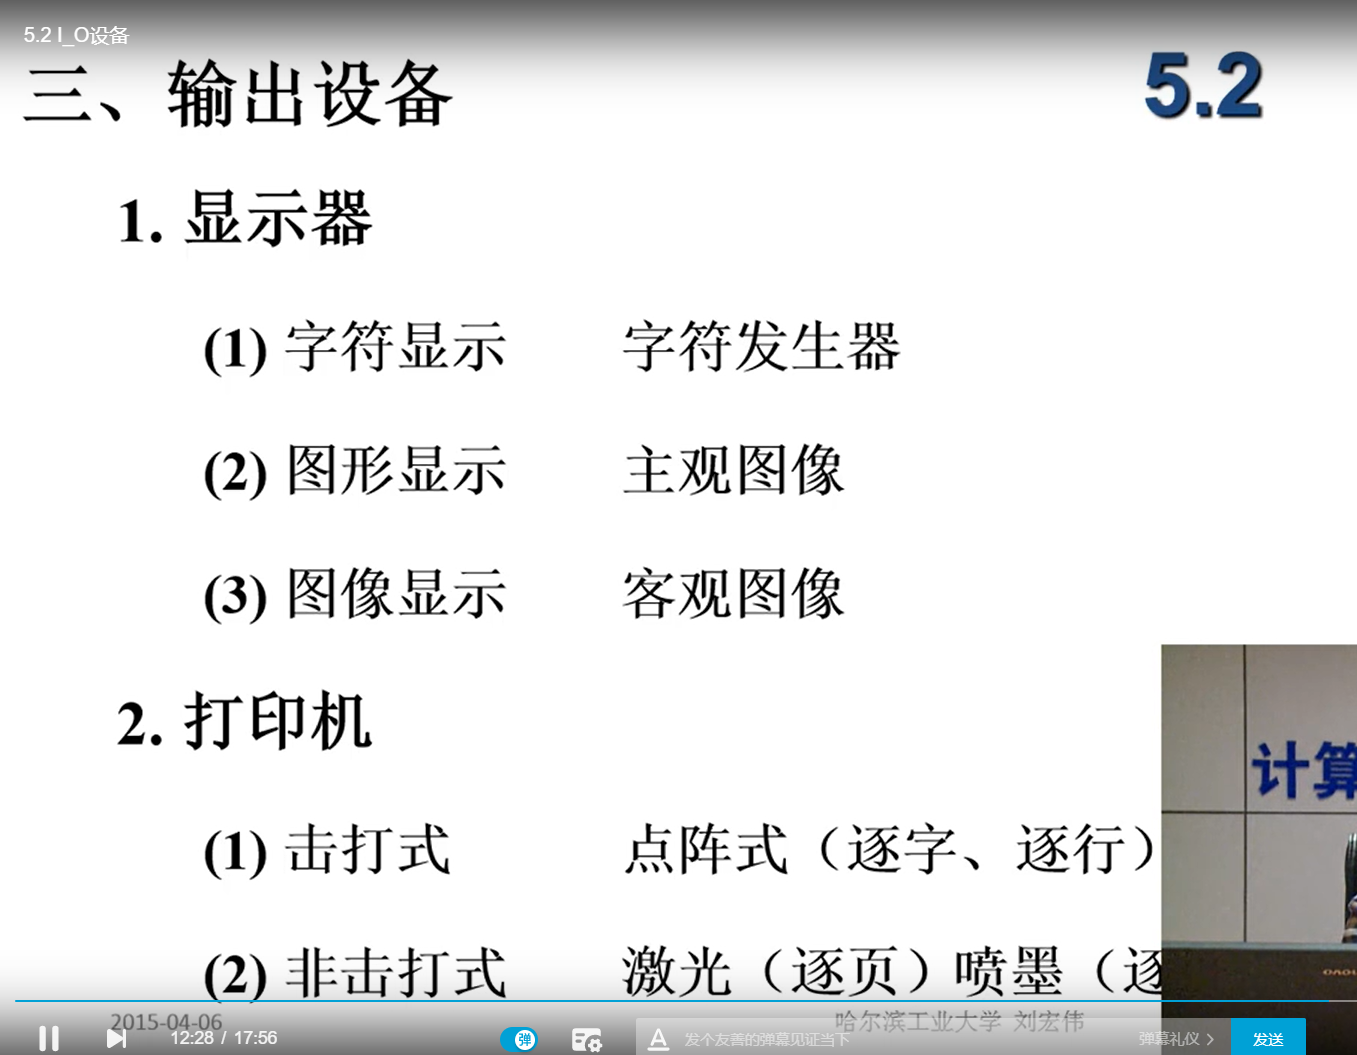 5.2 I_O设备
三、输出设备 5.2
1. 显示器
(1) 字符显示 字符发生器
(2) 图形显示 主观图像
(3) 图像显示 客观图像
2. 打印机
(1) 击打式 点阵式（逐字、逐行）
(2) 非击打式 激光（逐页）喷墨（逐
计算
2015-04-06 哈尔滨工业大学 刘宏伟
12:28 / 17:56 弹 A 发个友善的弹幕见证当下 弹幕礼仪 > 发送